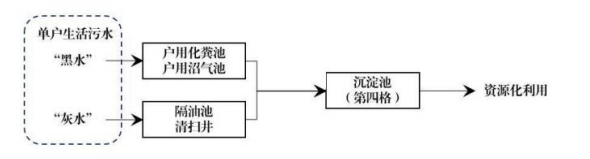 单户生活污水
“黑水”
户用化粪池
户用沼气池
沉淀池
（第四格）
资源化利用
“灰水”
隔油池
清扫井